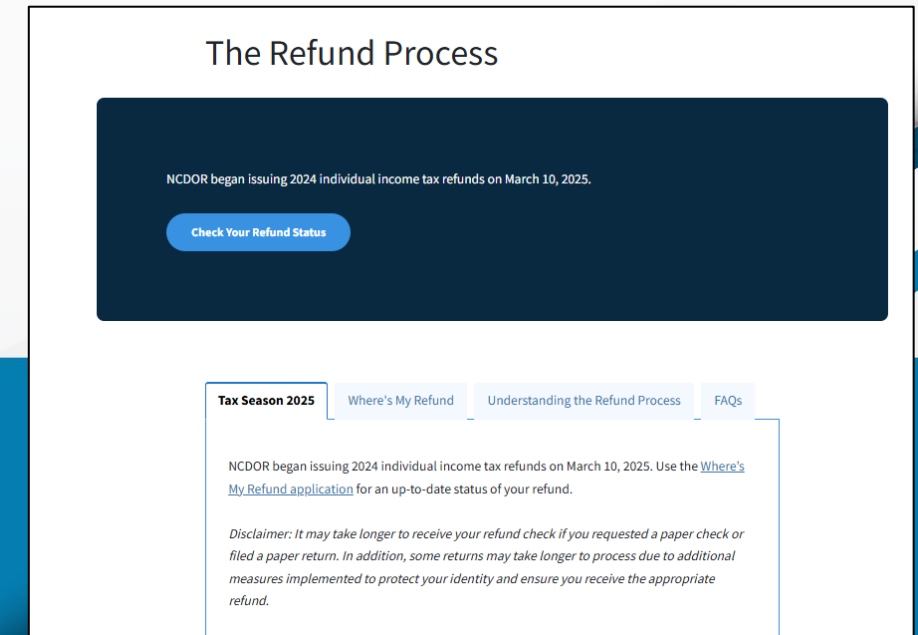 The Refund Process
NCDOR began issuing 2024 individual income tax refunds on March 10, 2025.
Check Your Refund Status
Tax Season 2025
Where's My Refund
Understanding the Refund Process
FAQs
NCDOR began issuing 2024 individual income tax refunds on March 10, 2025. Use the Where's
My Refund application for an up-to-date status of your refund.
Disclaimer: It may take longer to receive your refund check if you requested a paper check or
filed a paper return. In addition, some returns may take longer to process due to additional
measures implemented to protect your identity and ensure you receive the appropriate
refund.